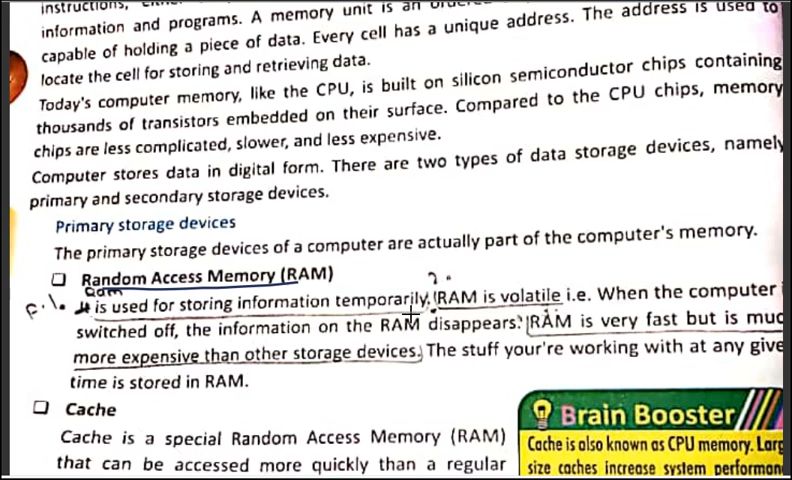 instructions,
information and programs. A memory unit is an
capable of holding a piece of data. Every cell has a unique address. The address is used to
locate the cell for storing and retrieving data.
Today's computer memory, like the CPU, is built on silicon semiconductor chips containing
thousands of transistors embedded on their surface. Compared to the CPU chips, memory
chips are less complicated, slower, and less expensive.
Computer stores data in digital form. There are two types of data storage devices, namely
primary and secondary storage devices.
Primary storage devices
The primary storage devices of a computer are actually part of the computer's memory.
Random Access Memory (RAM)
Ram ?
is used for storing information temporarily. RAM is volatile i.e. When the computer
switched off, the information on the RAM disappears. RAM is very fast but is muc
more expensive than other storage devices. The stuff your're working with at any give
time is stored in RAM.
Cache
Cache is a special Random Access Memory (RAM)
that can be accessed more quickly than a regular
Brain Booster
Cache is also known as CPU memory. Larg
size caches increase system performan